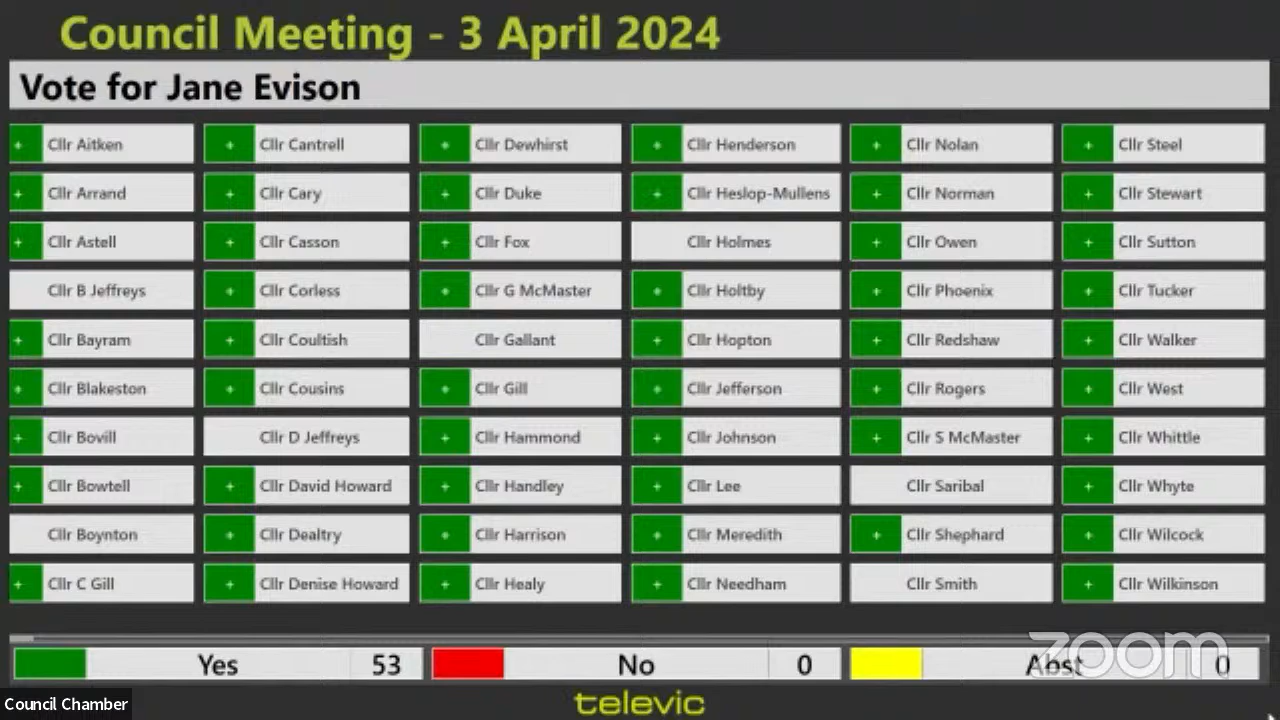 Council Meeting - 3 April 2024
Vote for Jane Evison
+ Cllr Aitken + Cllr Cantrell + Cllr Dewhirst + Cllr Henderson + Cllr Nolan + Cllr Steel
+ Cllr Arrand + Cllr Cary + Cllr Duke + Cllr Heslop-Mullens + Cllr Norman + Cllr Stewart
+ Cllr Astell + Cllr Casson + Cllr Fox Cllr Holmes + Cllr Owen + Cllr Sutton
Cllr B Jeffreys + Cllr Corless + Cllr G McMaster + Cllr Holtby + Cllr Phoenix + Cllr Tucker
+ Cllr Bayram + Cllr Coultish Cllr Gallant + Cllr Hopton + Cllr Redshaw + Cllr Walker
+ Cllr Blakeston + Cllr Cousins + Cllr Gill + Cllr Jefferson + Cllr Rogers + Cllr West
+ Cllr Bovill Cllr D Jeffreys + Cllr Hammond + Cllr Johnson + Cllr S McMaster + Cllr Whittle
+ Cllr Bowtell + Cllr David Howard + Cllr Handley + Cllr Lee Cllr Saribal + Cllr Whyte
Cllr Boynton + Cllr Dealtry + Cllr Harrison + Cllr Meredith + Cllr Shephard + Cllr Wilcock
+ Cllr C Gill + Cllr Denise Howard + Cllr Healy + Cllr Needham Cllr Smith + Cllr Wilkinson
Yes 53 No 0 Abst 0
zoom
Council Chamber
televic